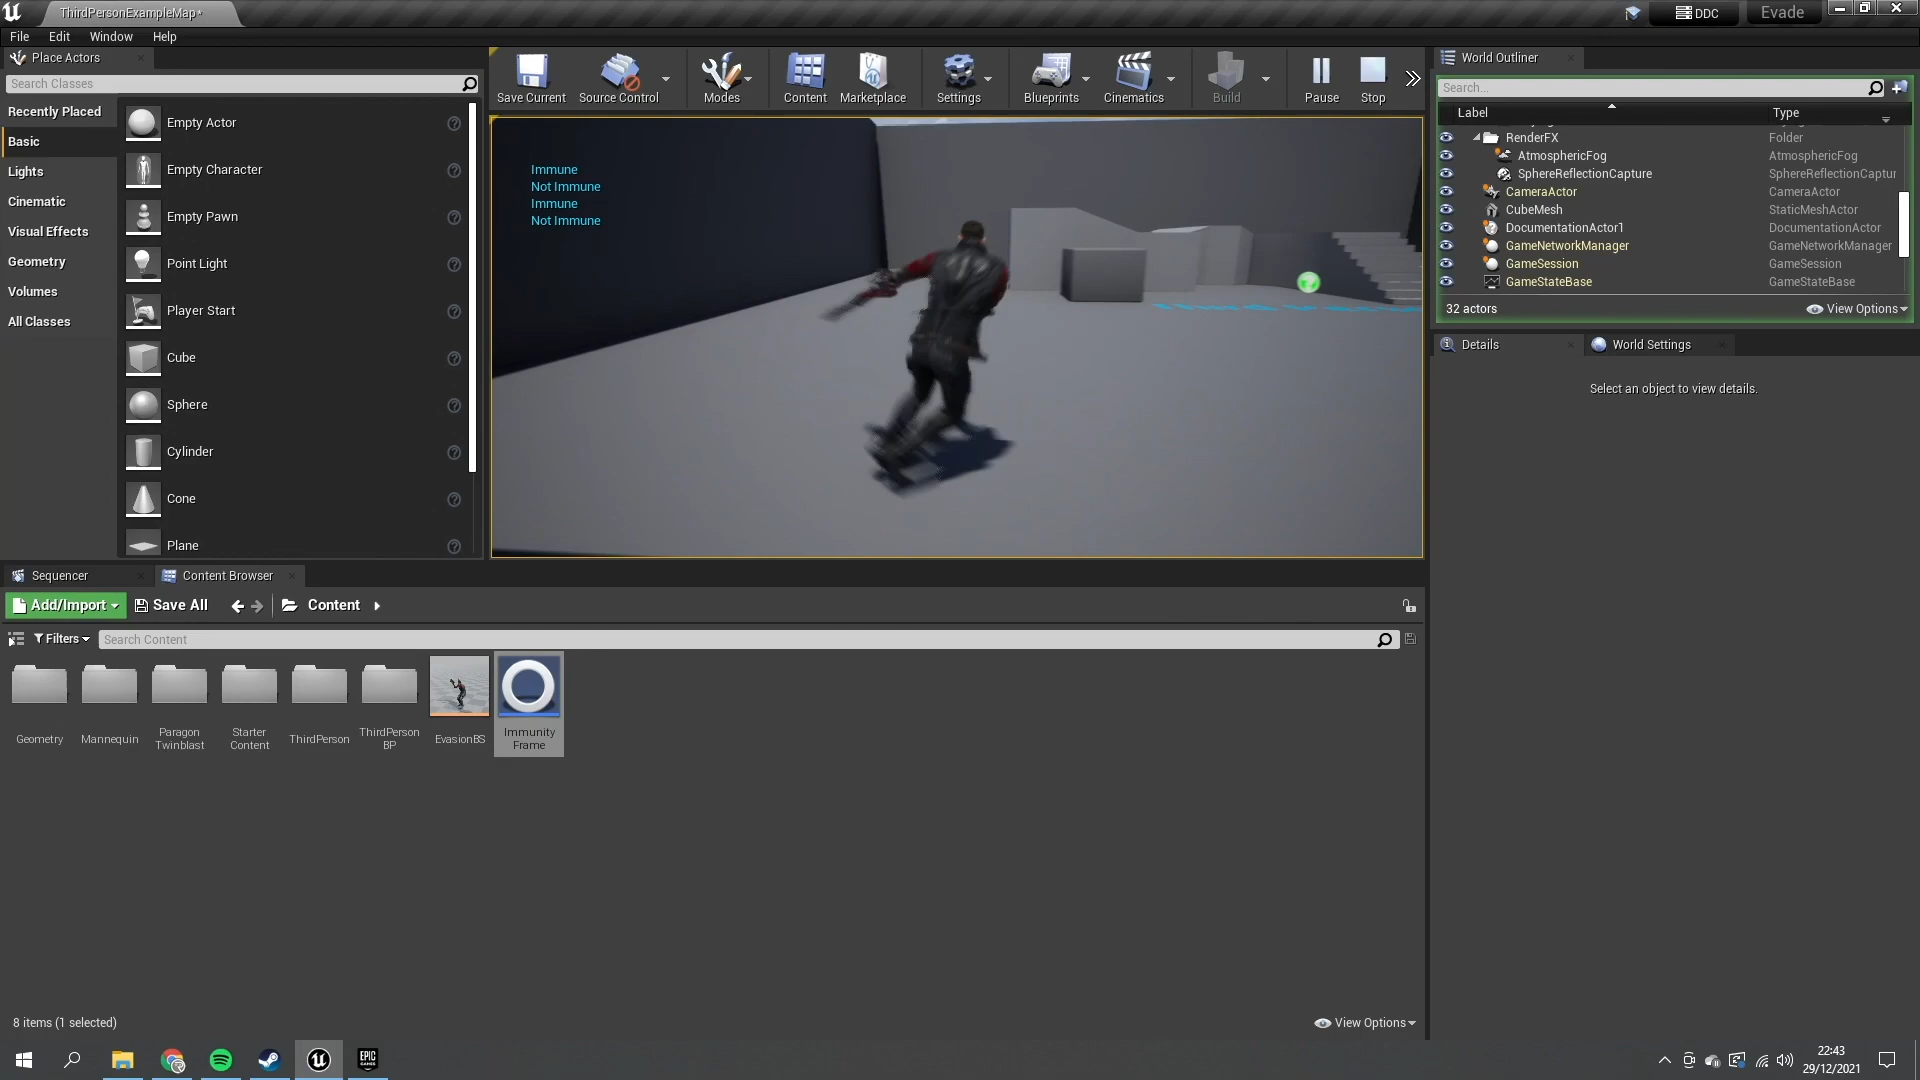 ThirdPersonExampleMap*
DDC
Evade
File Edit Window Help
Place Actors
Search Classes
Recently Placed
Basic
Lights
Cinematic
Visual Effects
Geometry
Volumes
All Classes
Empty Actor
Empty Character
Empty Pawn
Point Light
Player Start
Cube
Sphere
Cylinder
Cone
Plane
Save Current Source Control Modes Content Marketplace Settings Blueprints Cinematics Build Pause Stop
Immune
Not Immune
Immune
Not Immune
World Outliner
Search...
Label Type
RenderFX Folder
AtmosphericFog AtmosphericFog
SphereReflectionCapture SphereReflectionCaptur
CameraActor CameraActor
CubeMesh StaticMeshActor
DocumentationActor1 DocumentationActor
GameNetworkManager GameNetworkManager
GameSession GameSession
GameStateBase GameStateBase
32 actors View Options
Details World Settings
Select an object to view details.
Sequencer Content Browser
Add/Import Save All Content
Filters Search Content
Geometry
Mannequin
Paragon
Twinblast
Starter
Content
ThirdPerson
ThirdPerson
BP
EvasionBS
Immunity
Frame
8 items (1 selected) View Options
EPIC
GAMES
22:43
29/12/2021